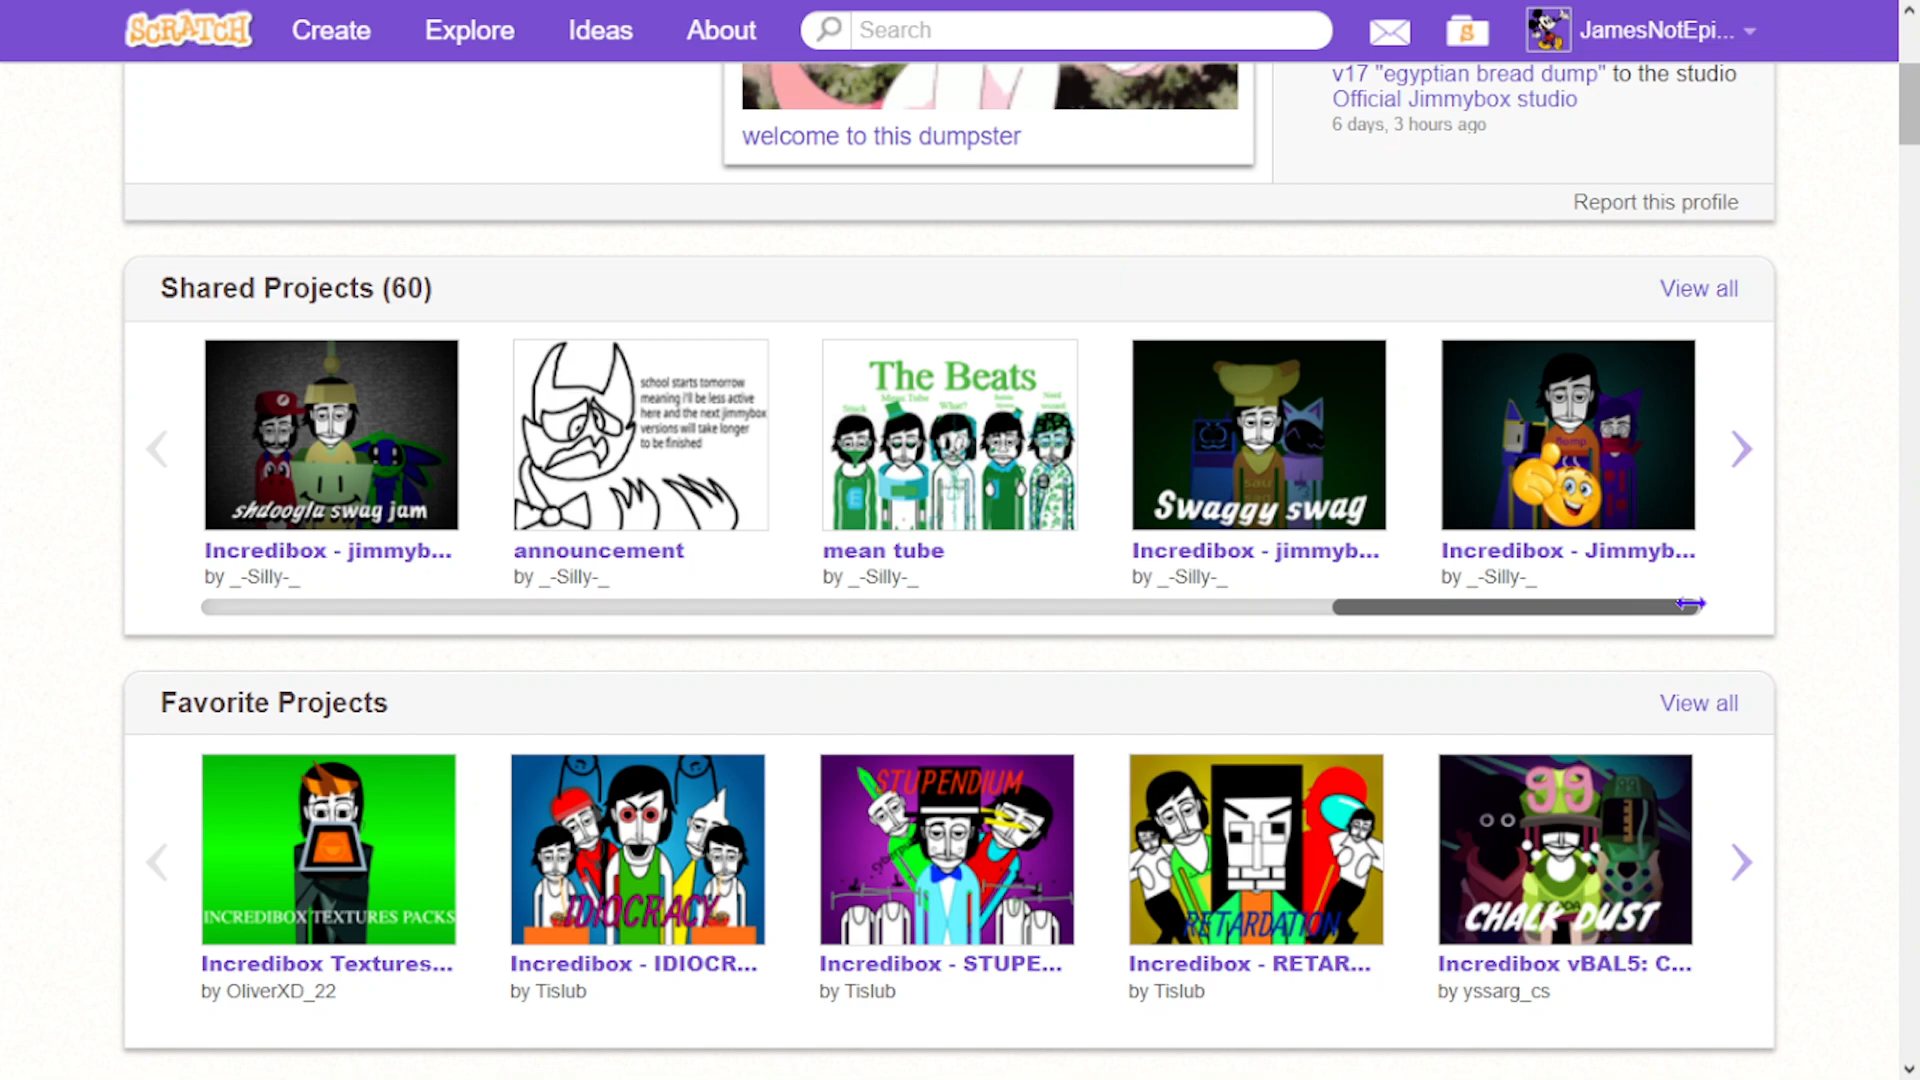 SCRATCH
Create
Explore
Ideas
About
Search
JamesNotEpi...
v17 "egyptian bread dump" to the studio
Official Jimmybox studio
6 days, 3 hours ago
welcome to this dumpster
Report this profile
Shared Projects (60)
View all
shdoogla swag jam
school starts tomorrow
meaning i'll be less active
here and the next jimmybox
versions will take longer
to be finished
The Beats
Mean Tube
What?
Swaggy swag
Romp
Incredibox - jimmyb...
announcement
mean tube
Incredibox - jimmyb...
Incredibox - Jimmyb...
by _-Silly-_
by _-Silly-_
by _-Silly-_
by _-Silly-_
by _-Silly-_
Favorite Projects
View all
INCREDIBOX TEXTURES PACKS
IDIOCRACY
STUPENDIUM
RETARDATION
99
CHALK DUST
Incredibox Textures...
Incredibox - IDIOCR...
Incredibox - STUPE...
Incredibox - RETAR...
Incredibox vBAL5: C...
by OliverXD_22
by Tislub
by Tislub
by Tislub
by yssarg_cs